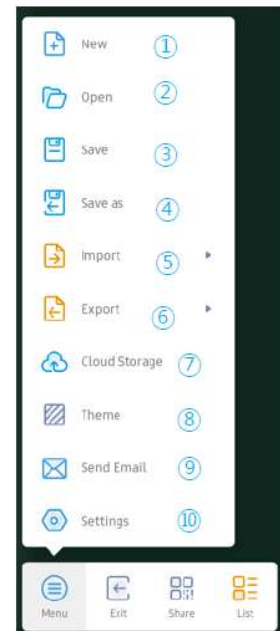 New ①
Open ②
Save ③
Save as ④
Import ⑤
Export ⑥
Cloud Storage ⑦
Theme ⑧
Send Email ⑨
Settings ⑩
Menu Exit Share List